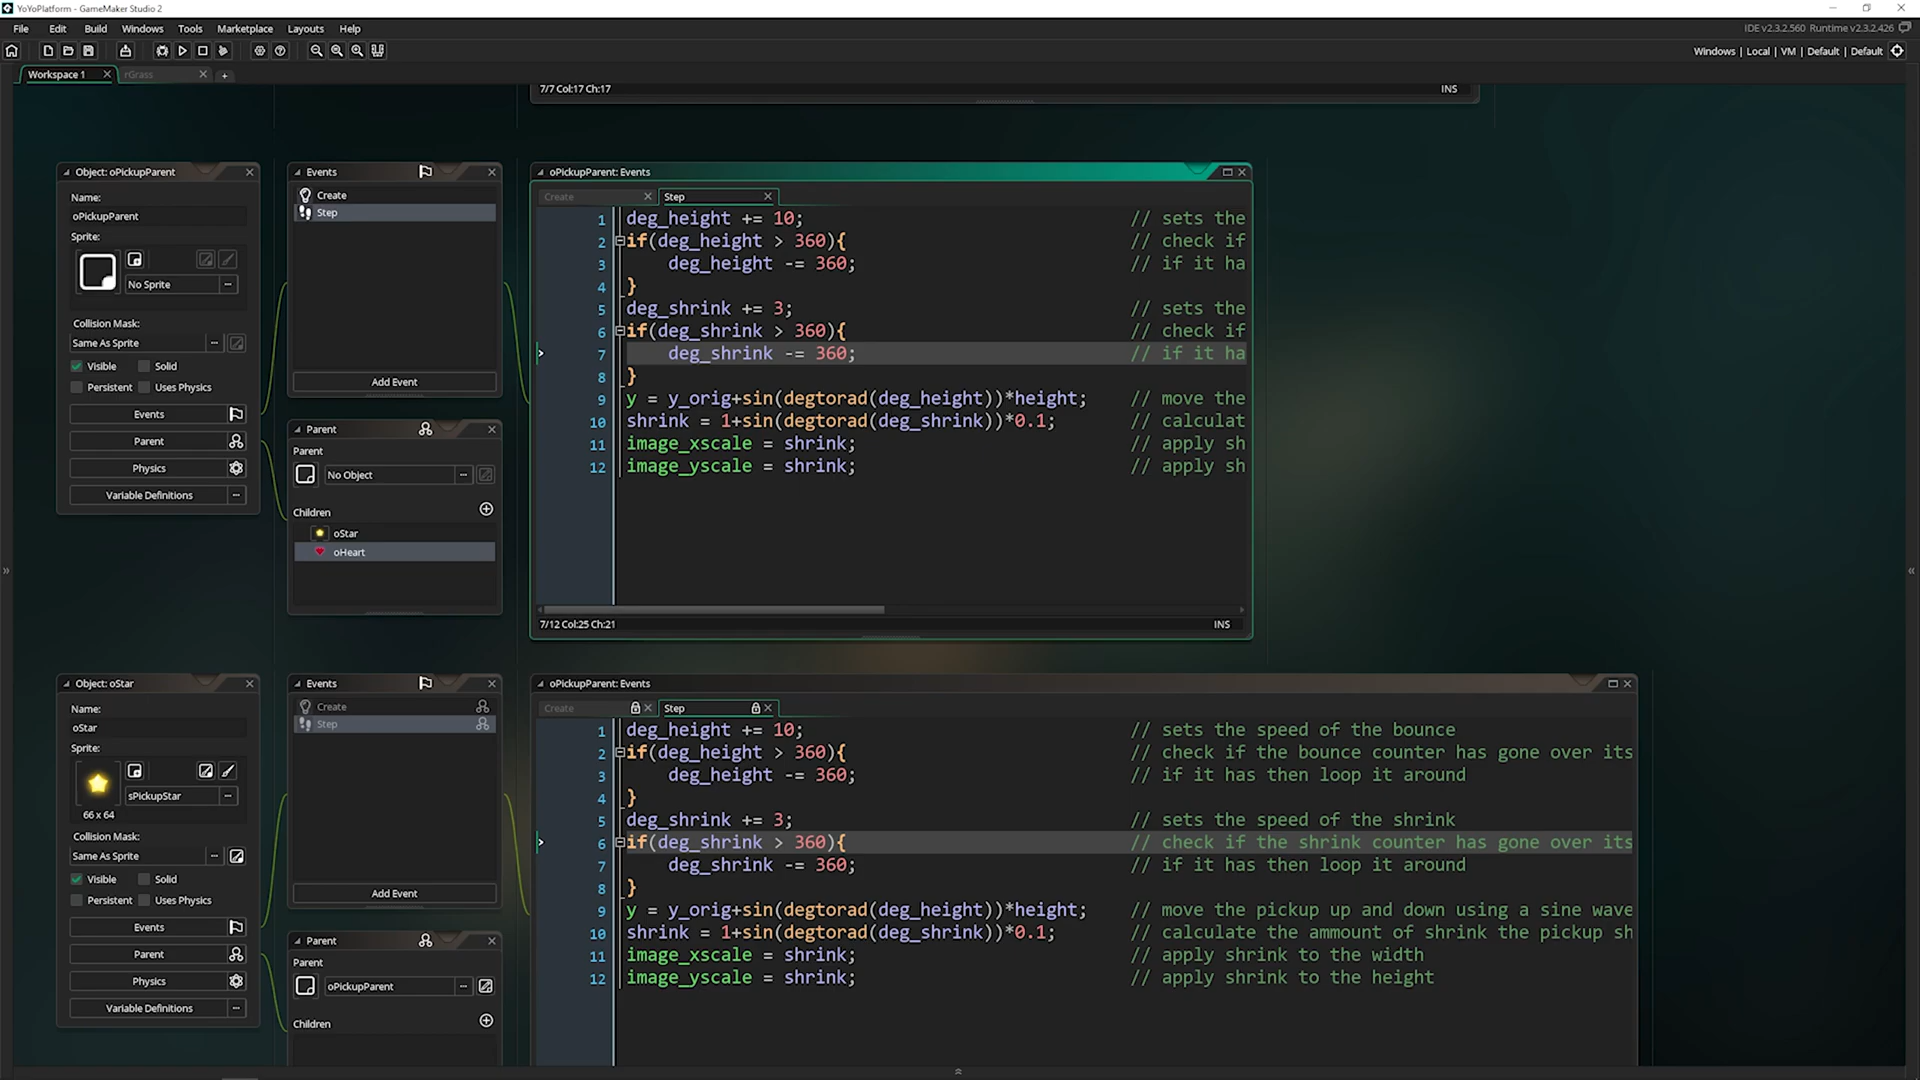 YoYoPlatform - GameMaker Studio 2
File Edit Build Windows Tools Marketplace Layouts Help
IDE v2.3.2.560 Runtime v2.3.2.426
Windows | Local | VM | Default | Default
Workspace 1
rGrass
7/7 Col:17 Ch:17
INS
Object: oPickupParent
Name:
oPickupParent
Sprite:
No Sprite
Collision Mask:
Same As Sprite
Visible
Solid
Persistent
Uses Physics
Events
Parent
Physics
Variable Definitions
Events
Create
Step
Add Event
Parent
Parent
No Object
Children
oStar
oHeart
oPickupParent: Events
Create
Step
1 deg_height += 10; // sets the
2 if(deg_height > 360){ // check if
3 deg_height -= 360; // if it ha
4 }
5 deg_shrink += 3; // sets the
6 if(deg_shrink > 360){ // check if
7 deg_shrink -= 360; // if it ha
8 }
9 y = y_orig+sin(degtorad(deg_height))*height; // move the
10 shrink = 1+sin(degtorad(deg_shrink))*0.1; // calculat
11 image_xscale = shrink; // apply sh
12 image_yscale = shrink; // apply sh
7/12 Col:25 Ch:21
INS
Object: oStar
Name:
oStar
Sprite:
sPickupStar
66 x 64
Collision Mask:
Same As Sprite
Visible
Solid
Persistent
Uses Physics
Events
Parent
Physics
Variable Definitions
Events
Create
Step
Add Event
Parent
Parent
oPickupParent
Children
oPickupParent: Events
Create
Step
1 deg_height += 10; // sets the speed of the bounce
2 if(deg_height > 360){ // check if the bounce counter has gone over its
3 deg_height -= 360; // if it has then loop it around
4 }
5 deg_shrink += 3; // sets the speed of the shrink
6 if(deg_shrink > 360){ // check if the shrink counter has gone over its
7 deg_shrink -= 360; // if it has then loop it around
8 }
9 y = y_orig+sin(degtorad(deg_height))*height; // move the pickup up and down using a sine wave
10 shrink = 1+sin(degtorad(deg_shrink))*0.1; // calculate the ammount of shrink the pickup sh
11 image_xscale = shrink; // apply shrink to the width
12 image_yscale = shrink; // apply shrink to the height